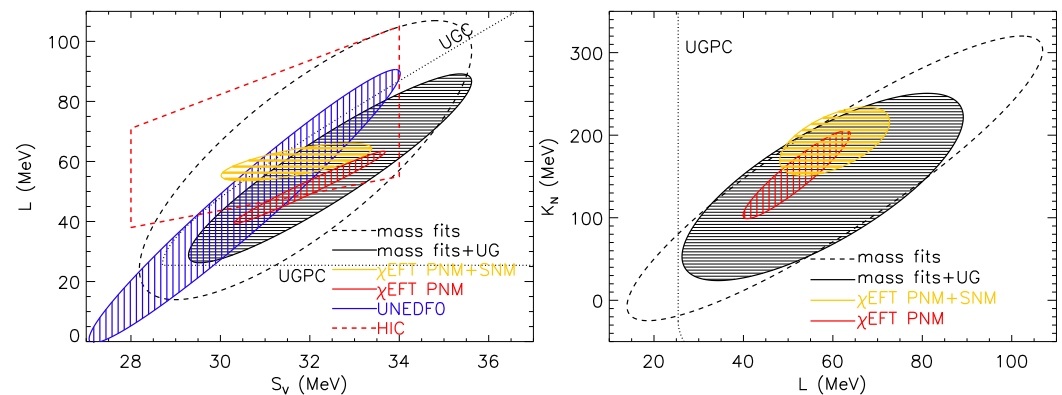 100
80
60
40
20
0
L (MeV)
28
30
32
34
36
S_V (MeV)
UGC
UGPC
mass fits
mass fits+UG
χEFT PNM+SNM
χEFT PNM
UNEDF0
HIC
300
200
100
0
K_N (MeV)
20
40
60
80
100
L (MeV)
UGPC
mass fits
mass fits+UG
χEFT PNM+SNM
χEFT PNM